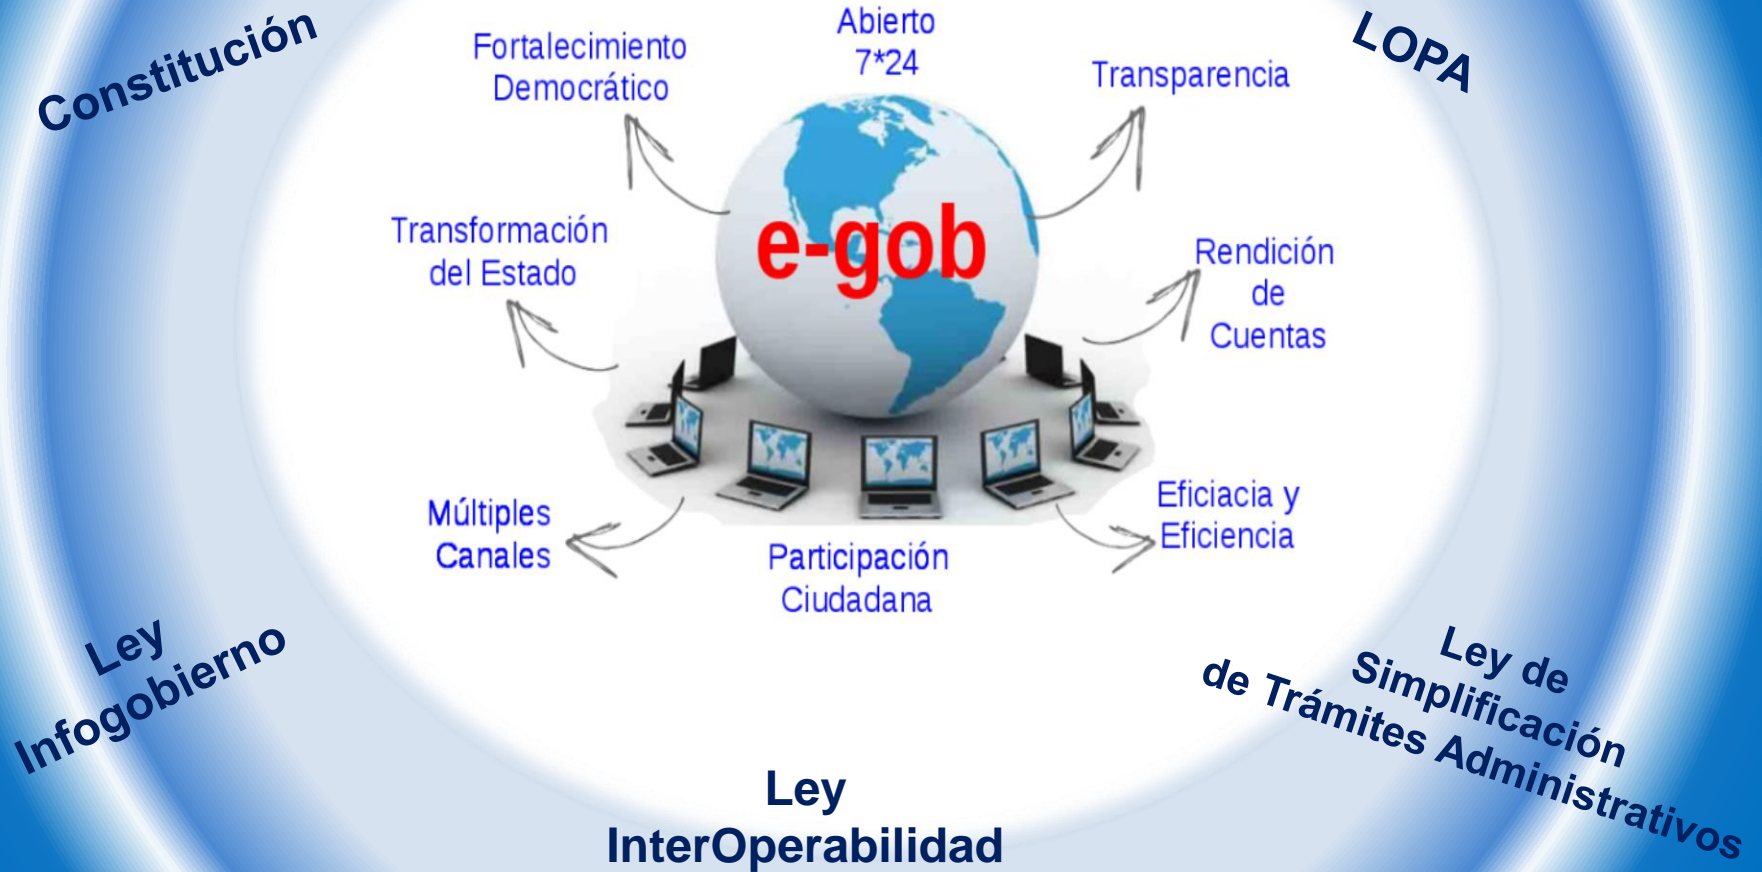 Constitución
Fortalecimiento
Democrático
Abierto
7*24
Transparencia
LOPA
Transformación
del Estado
e-gob
Rendición
de
Cuentas
Múltiples
Canales
Participación
Ciudadana
Eficiacia y
Eficiencia
Ley
Infogobierno
Ley
InterOperabilidad
Ley de
Simplificación
de Trámites Administrativos